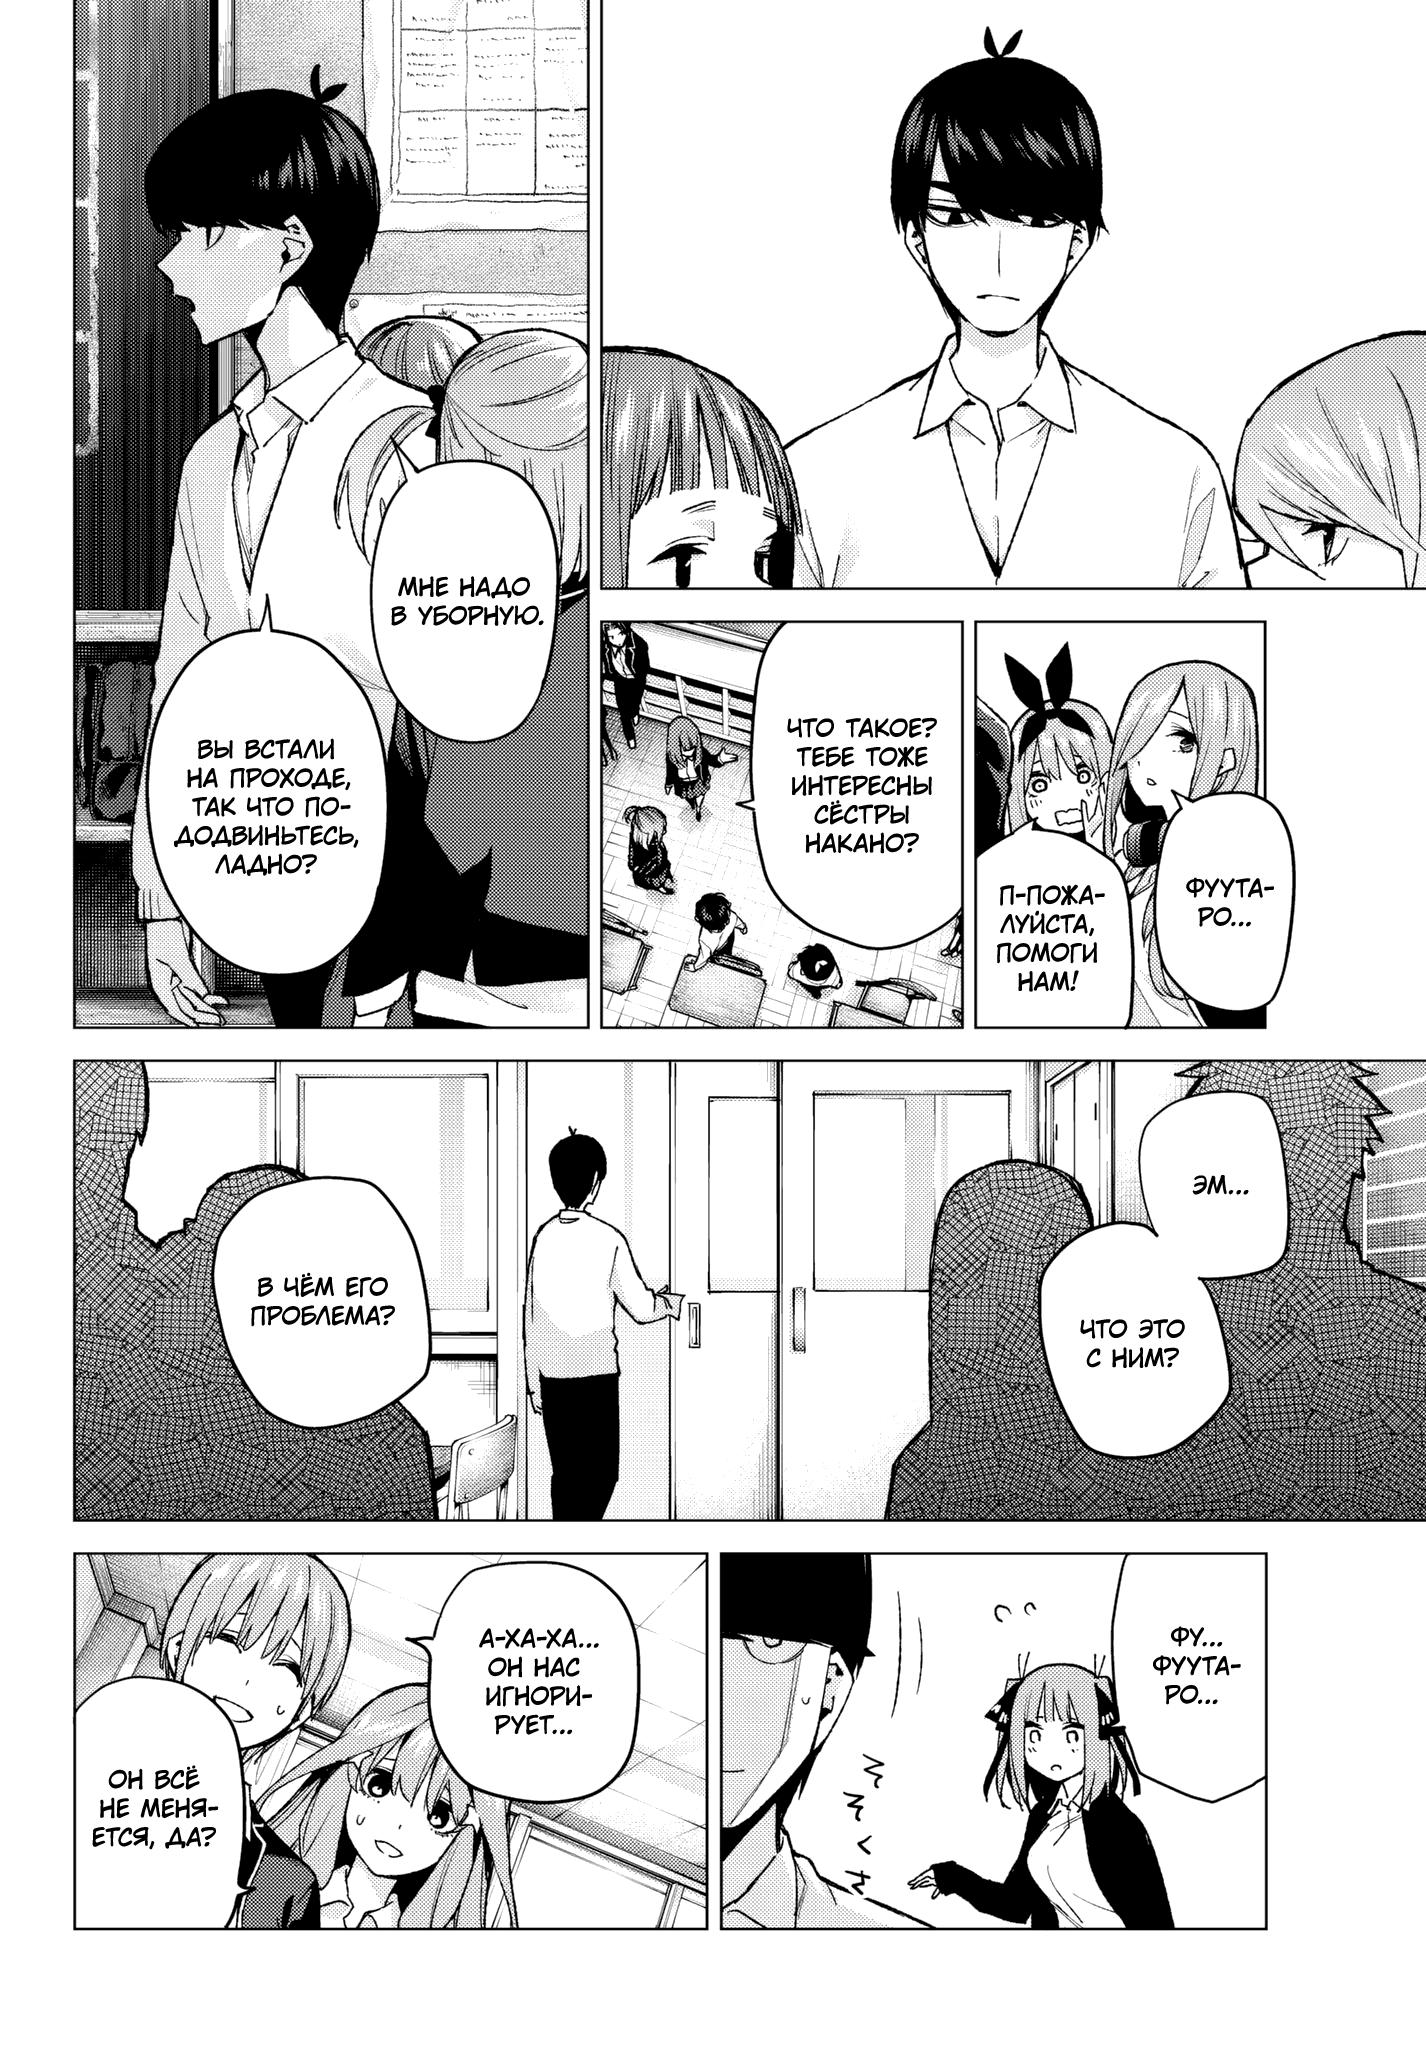 ФУУТА-
РО...
П-ПОЖА-
ЛУЙСТА,
ПОМОГИ
НАМ!
ЧТО ТАКОЕ?
ТЕБЕ ТОЖЕ
ИНТЕРЕСНЫ
СЁСТРЫ
НАКАНО?
МНЕ НАДО
В УБОРНУЮ.
ВЫ ВСТАЛИ
НА ПРОХОДЕ,
ТАК ЧТО ПО-
ДОДВИНЬТЕСЬ,
ЛАДНО?
ЭМ...
ЧТО ЭТО
С НИМ?
В ЧЁМ ЕГО
ПРОБЛЕМА?
ФУ...
ФУУТА-
РО...
А-ХА-ХА...
ОН НАС
ИГНОРИ-
РУЕТ...
ОН ВСЁ
НЕ МЕНЯ-
ЕТСЯ, ДА?